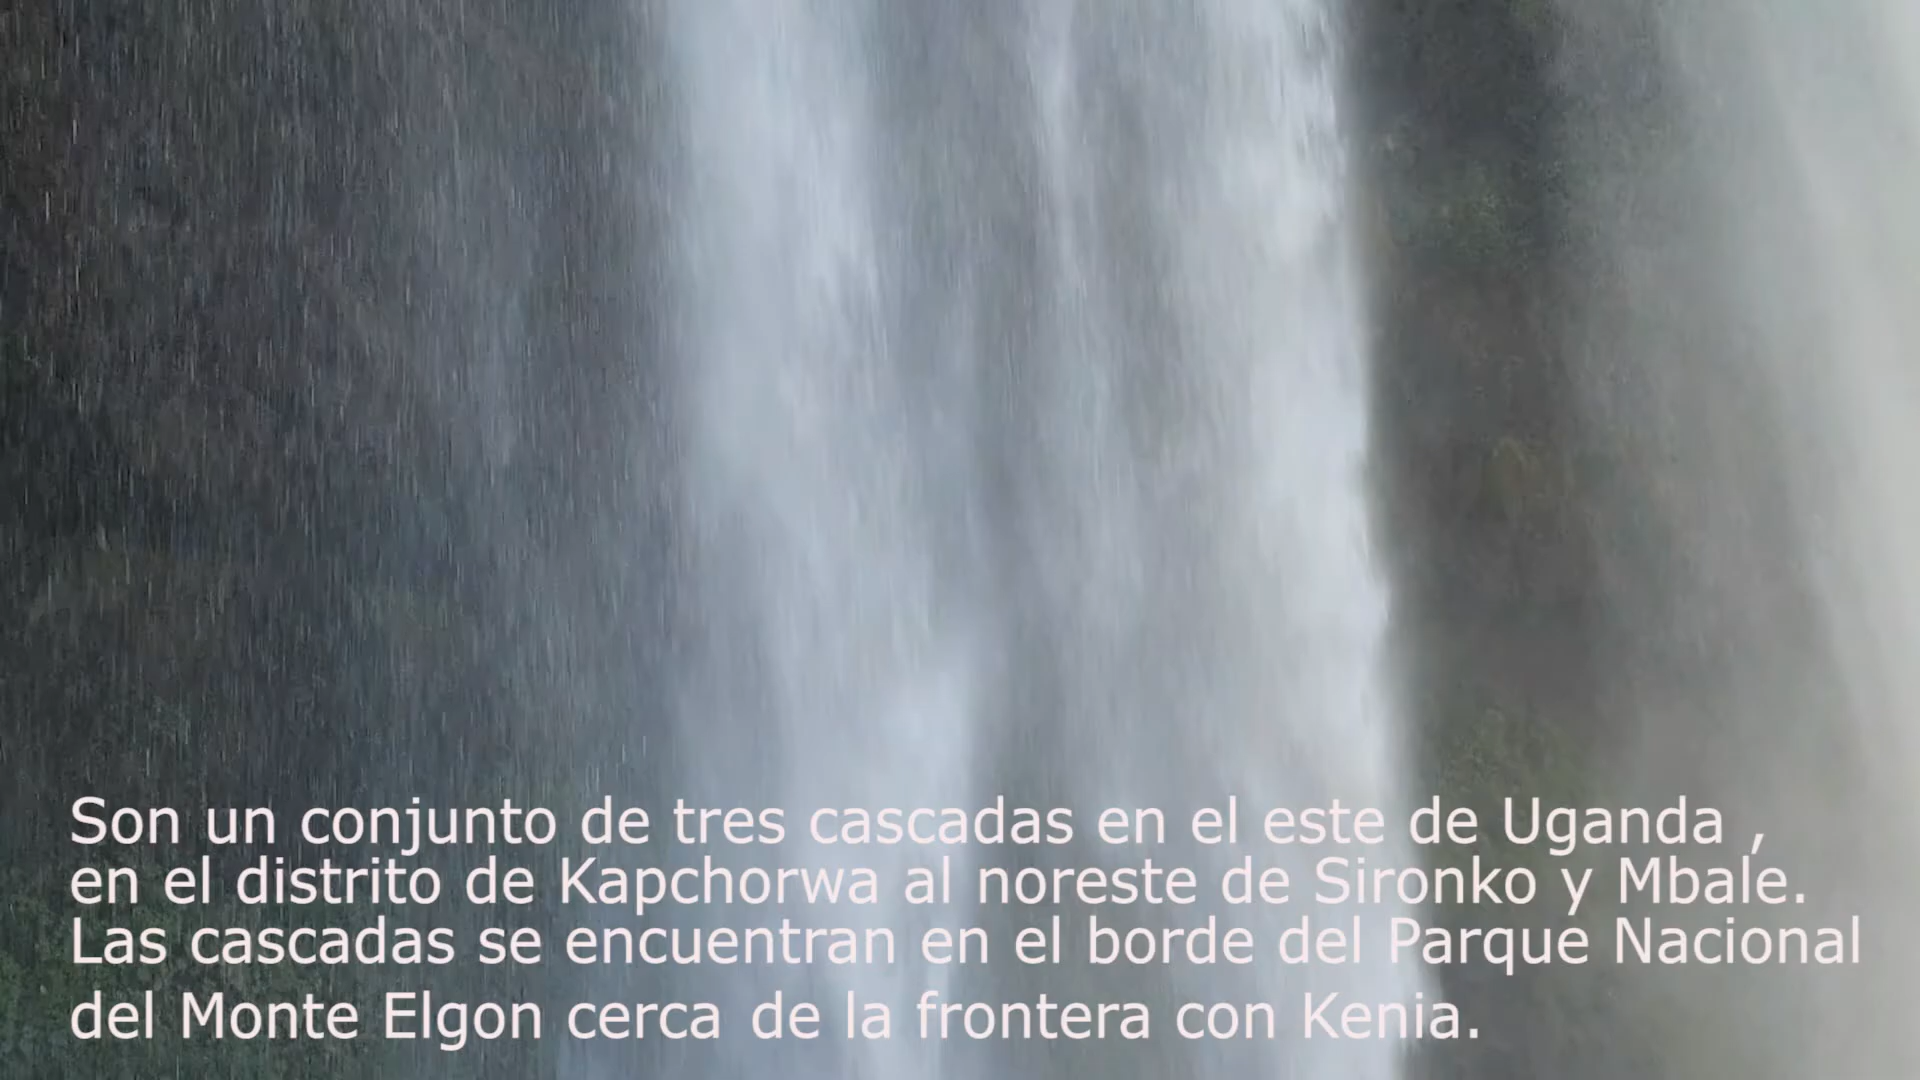 Son un conjunto de tres cascadas en el este de Uganda ,
en el distrito de Kapchorwa al noreste de Sironko y Mbale.
Las cascadas se encuentran en el borde del Parque Nacional
del Monte Elgon cerca de la frontera con Kenia.